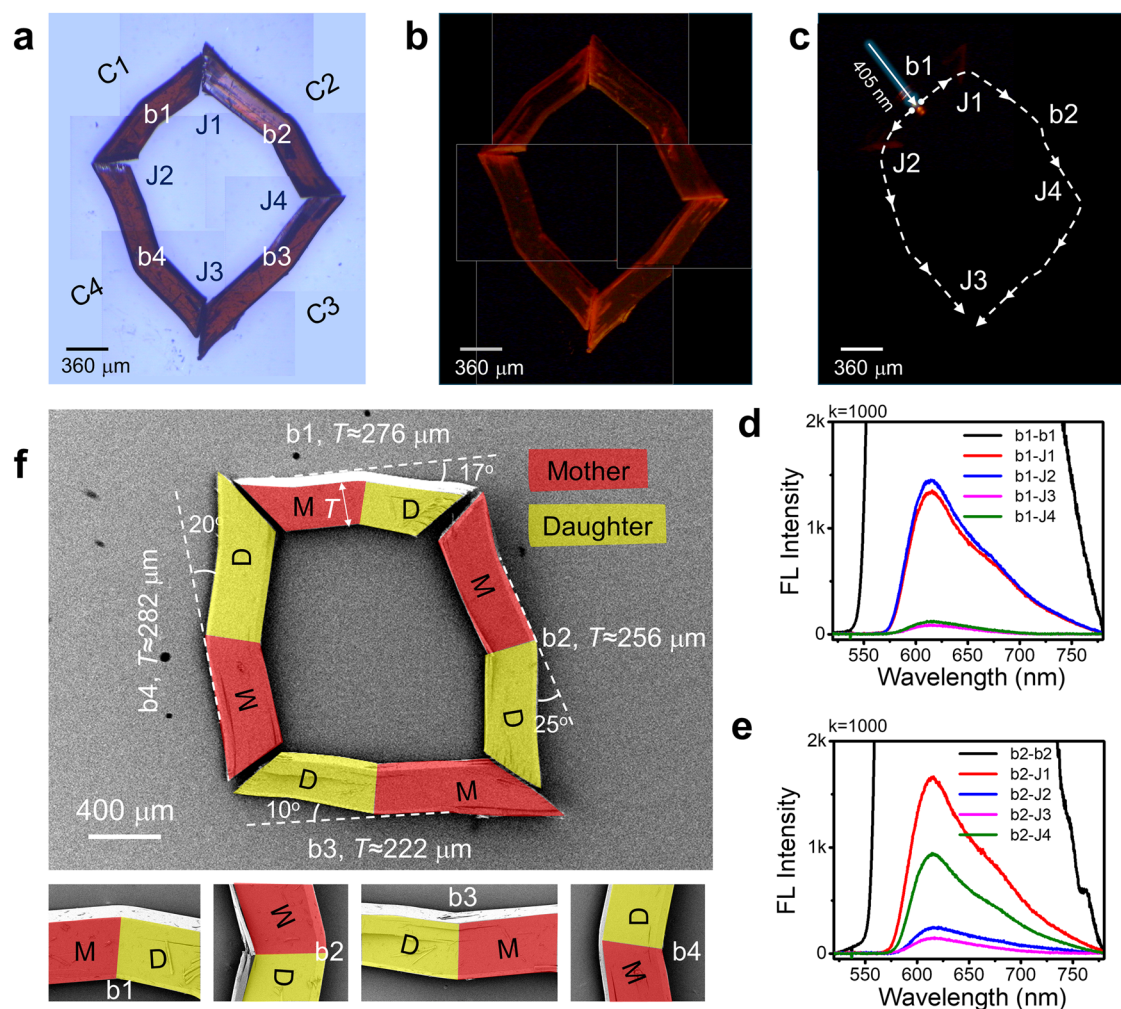 a
C1
C2
b1
J1
b2
J2
J4
b4
J3
b3
C4
C3
360 μm
b
360 μm
c
405 nm
b1
J1
b2
J2
J4
J3
360 μm
d
k=1000
2k
1k
0
FL Intensity
b1-b1
b1-J1
b1-J2
b1-J3
b1-J4
550 600 650 700 750
Wavelength (nm)
e
k=1000
2k
1k
0
FL Intensity
b2-b2
b2-J1
b2-J2
b2-J3
b2-J4
550 600 650 700 750
Wavelength (nm)
f
b1, T≈276 μm
17°
Mother
Daughter
M
T
D
20°
D
M
b4, T≈282 μm
b2, T≈256 μm
M
D
25°
D
M
10°
b3, T≈222 μm
400 μm
M
D
b1
M
D
b2
b3
D
M
D
M
b4